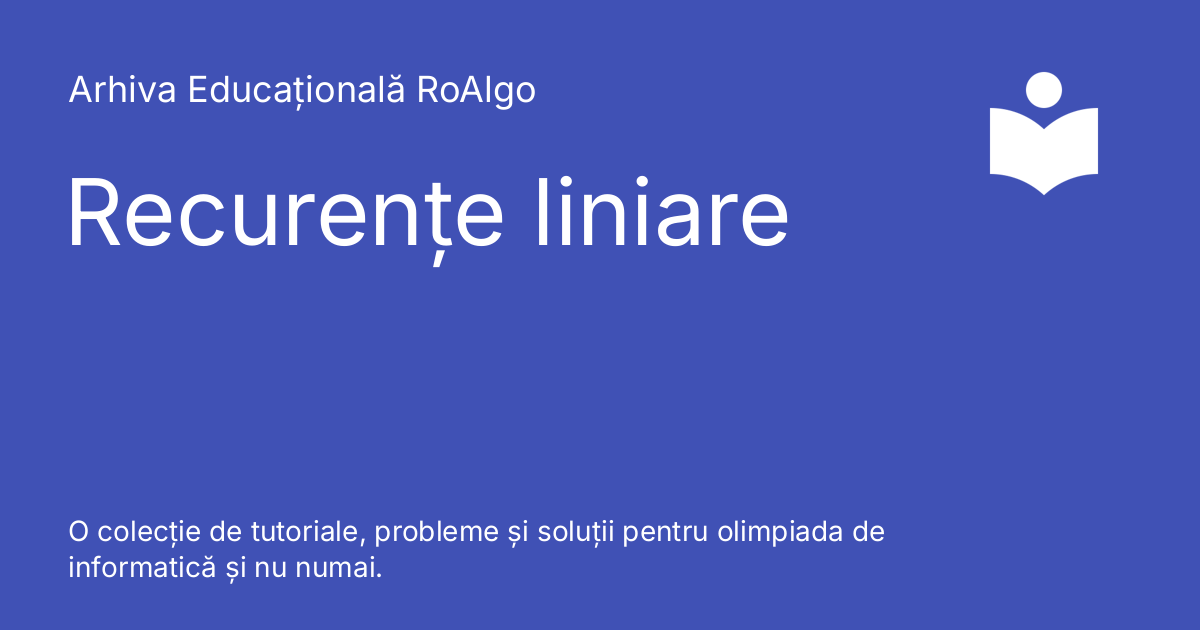 Arhiva Educațională RoAlgo
Recurențe liniare
O colecție de tutoriale, probleme și soluții pentru olimpiada de
informatică și nu numai.